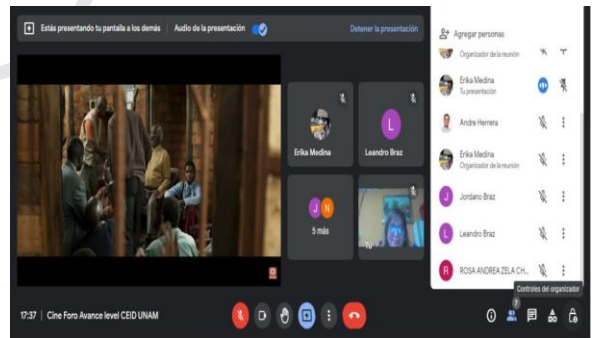 Estás presentando tu pantalla a los demás
Audio de la presentación
Detener la presentación
Erika Medina
L
Leandro Braz
J N
5 más
Tú
Agregar personas
Organizador de la reunión
Erika Medina
Tu presentación
Andre Herrera
Erika Medina
Organizador de la reunión
J
Jordano Braz
L
Leandro Braz
R
ROSA ANDREA ZELA CH...
Controles del organizador
7
17:37 | Cine Foro Avance level CEID UNAM